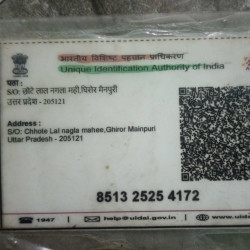 भारतीय विशिष्ट पहचान प्राधिकरण
Unique Identification Authority of India
पता:
S/O: छोटे लाल नगला मही,घिरोर मैनपुरी
उत्तर प्रदेश - 205121
Address :
S/O: Chhote Lal nagla mahee,Ghiror Mainpuri
Uttar Pradesh - 205121
8513 2525 4172
1947
help@uidai.gov.in